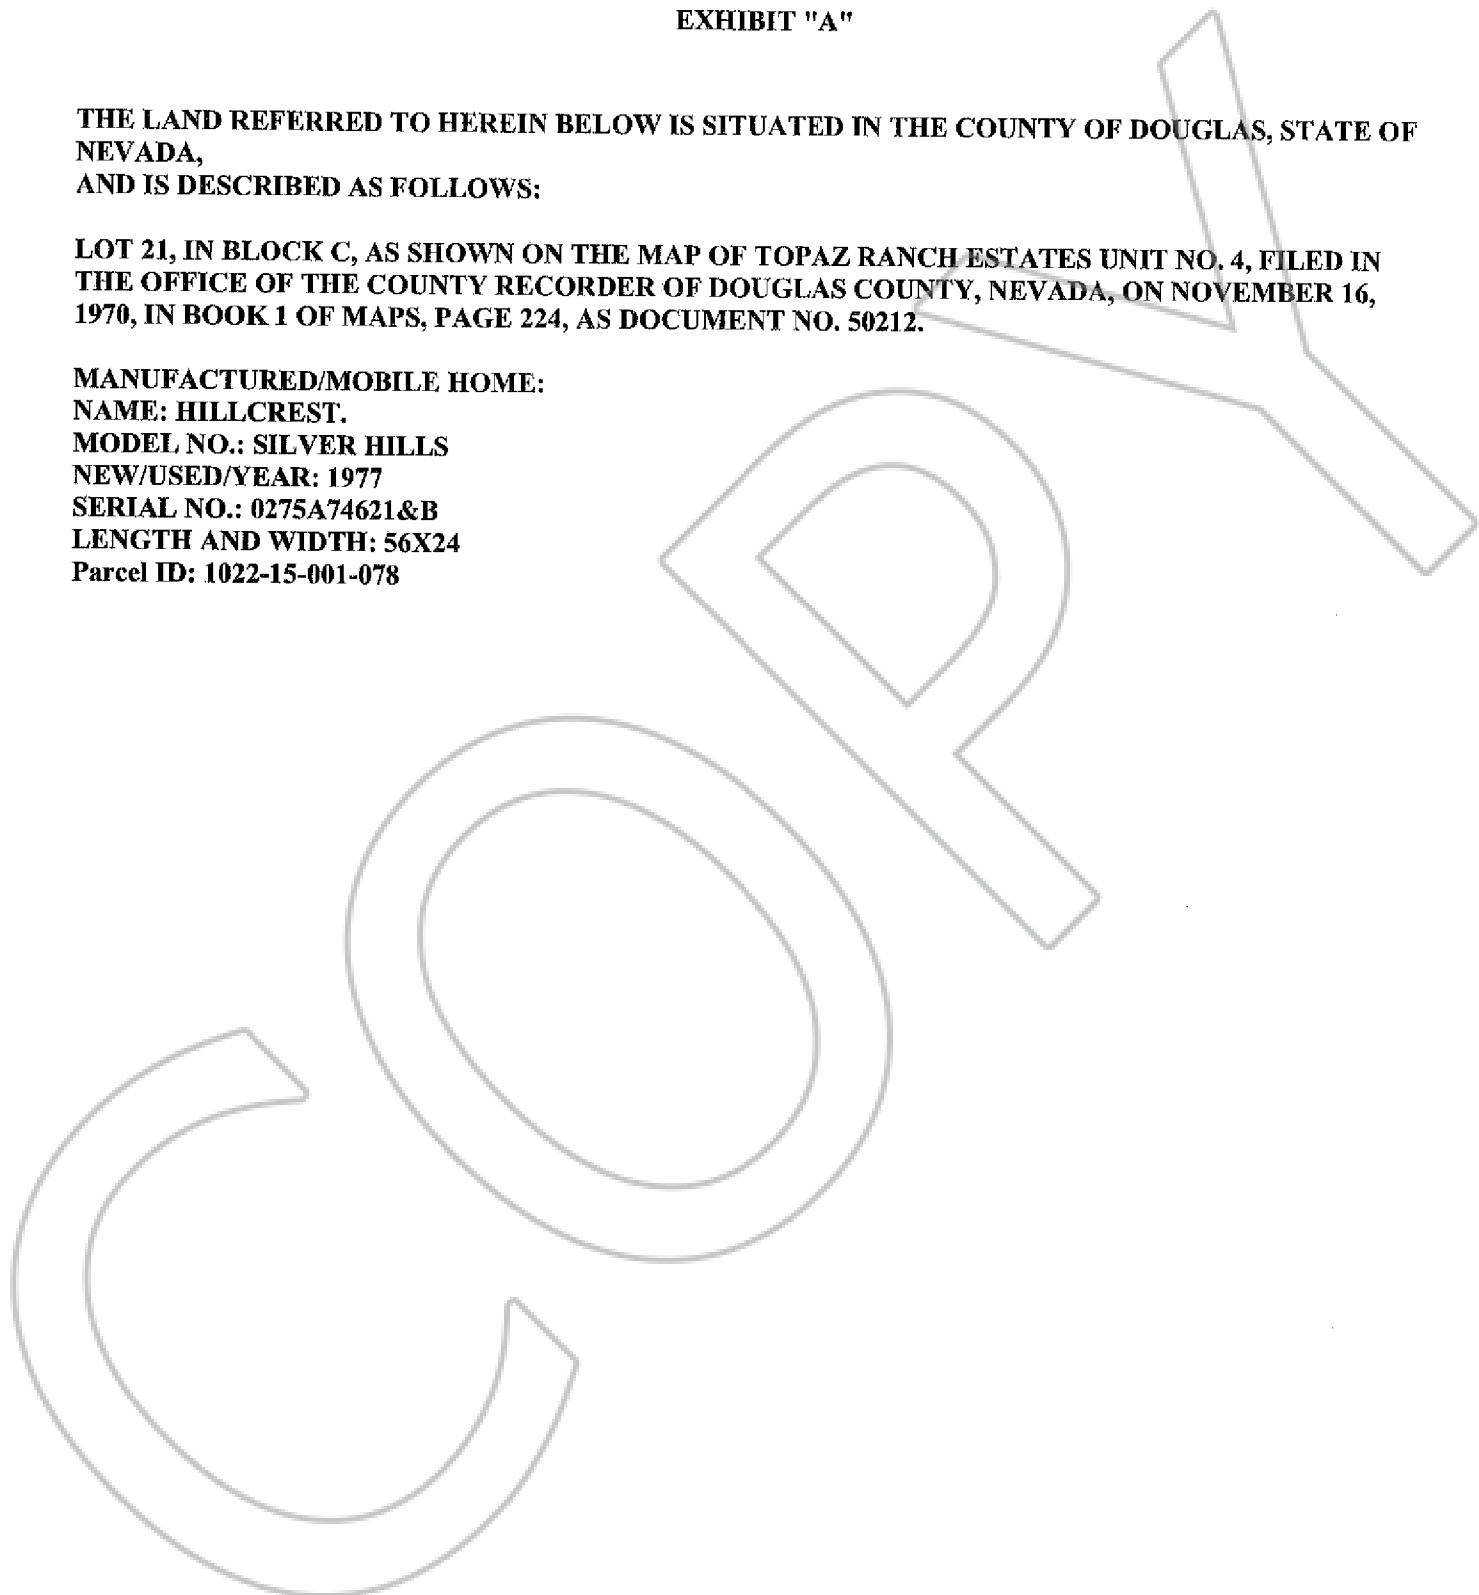 EXHIBIT "A"
THE LAND REFERRED TO HEREIN BELOW IS SITUATED IN THE COUNTY OF DOUGLAS, STATE OF
NEVADA,
AND IS DESCRIBED AS FOLLOWS:
LOT 21, IN BLOCK C, AS SHOWN ON THE MAP OF TOPAZ RANCH ESTATES UNIT NO. 4, FILED IN
THE OFFICE OF THE COUNTY RECORDER OF DOUGLAS COUNTY, NEVADA, ON NOVEMBER 16,
1970, IN BOOK 1 OF MAPS, PAGE 224, AS DOCUMENT NO. 50212.
MANUFACTURED/MOBILE HOME:
NAME: HILLCREST.
MODEL NO.: SILVER HILLS
NEW/USED/YEAR: 1977
SERIAL NO.: 0275A74621&B
LENGTH AND WIDTH: 56X24
Parcel ID: 1022-15-001-078
COPY